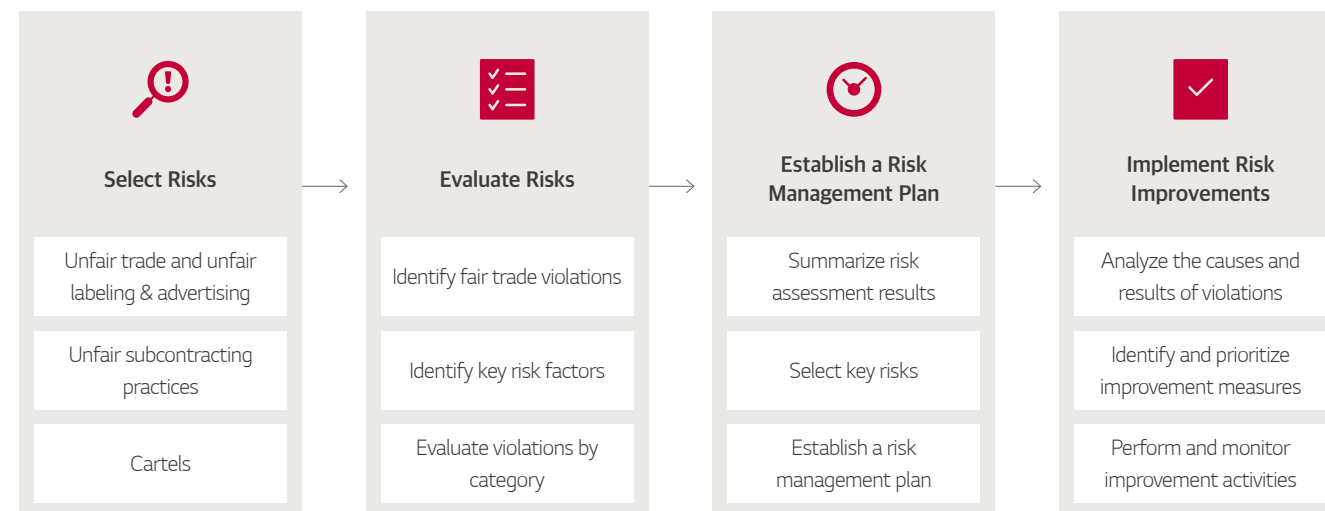 Select Risks
Unfair trade and unfair
labeling & advertising
Unfair subcontracting
practices
Cartels
Evaluate Risks
Identify fair trade violations
Identify key risk factors
Evaluate violations by
category
Establish a Risk
Management Plan
Summarize risk
assessment results
Select key risks
Establish a risk
management plan
Implement Risk
Improvements
Analyze the causes and
results of violations
Identify and prioritize
improvement measures
Perform and monitor
improvement activities